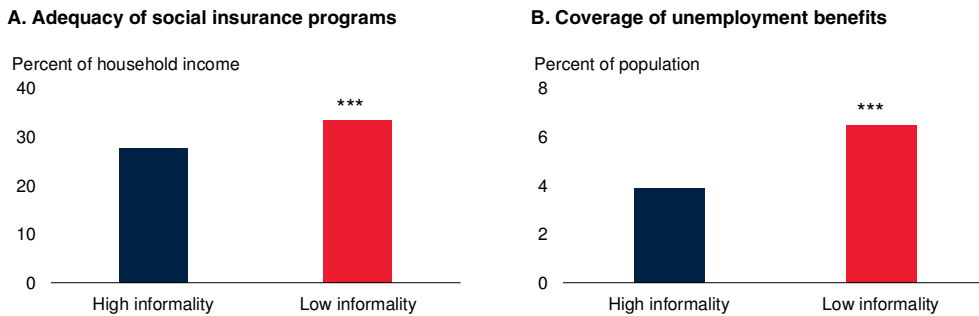 A. Adequacy of social insurance programs
Percent of household income
40
30
20
10
0
***
High informality
Low informality
B. Coverage of unemployment benefits
Percent of population
8
6
4
2
0
***
High informality
Low informality